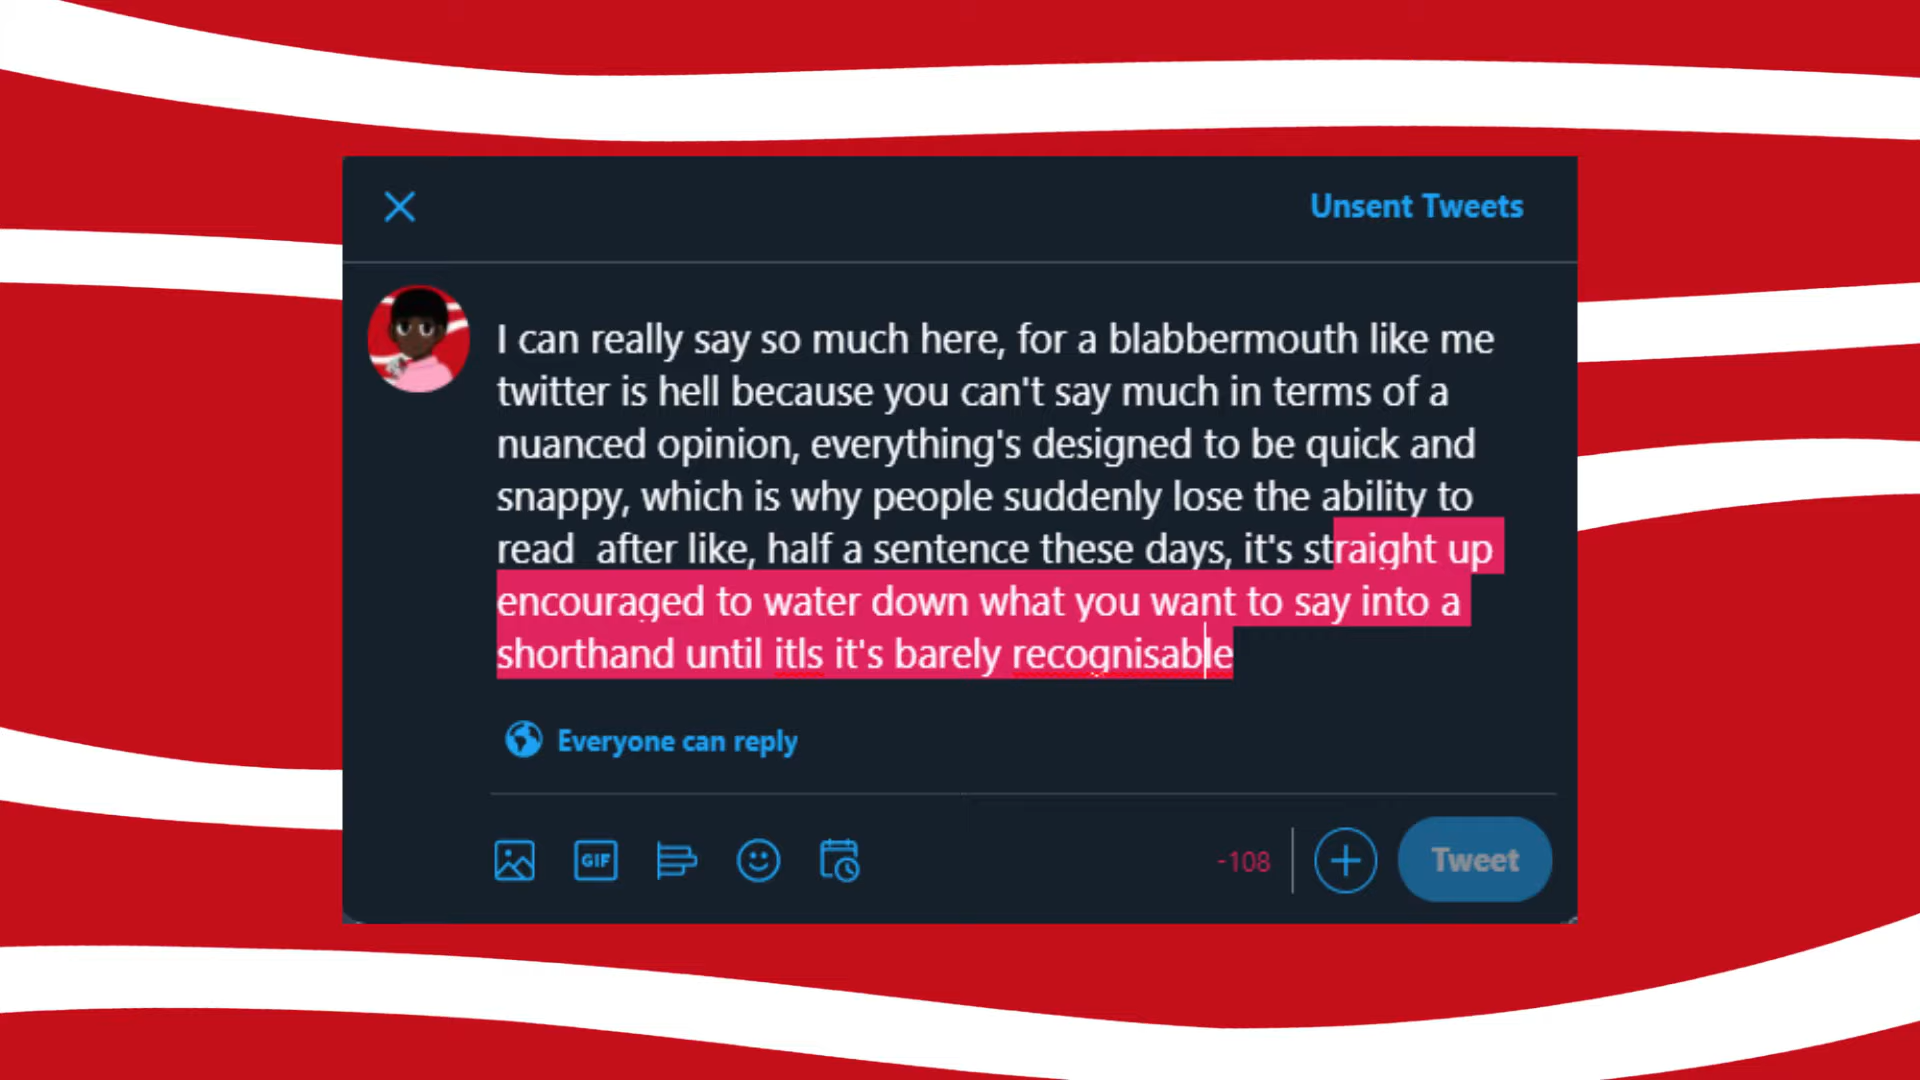 Unsent Tweets
I can really say so much here, for a blabbermouth like me
twitter is hell because you can't say much in terms of a
nuanced opinion, everything's designed to be quick and
snappy, which is why people suddenly lose the ability to
read  after like, half a sentence these days, it's straight up
encouraged to water down what you want to say into a
shorthand until itls it's barely recognisable
Everyone can reply
GIF
-108
Tweet